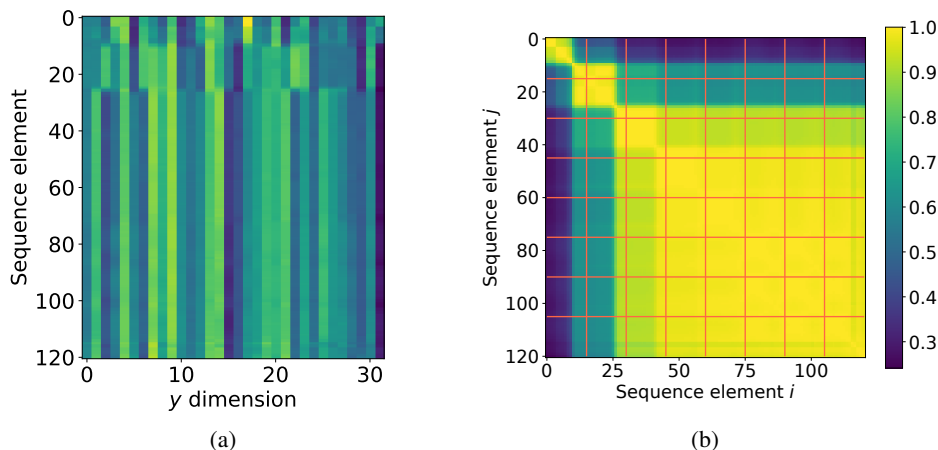 0
20
40
60
80
100
120
Sequence element
0 10 20 30
y dimension
(a)
0
20
40
60
80
100
120
Sequence element j
0 25 50 75 100
Sequence element i
1.0
0.9
0.8
0.7
0.6
0.5
0.4
0.3
(b)